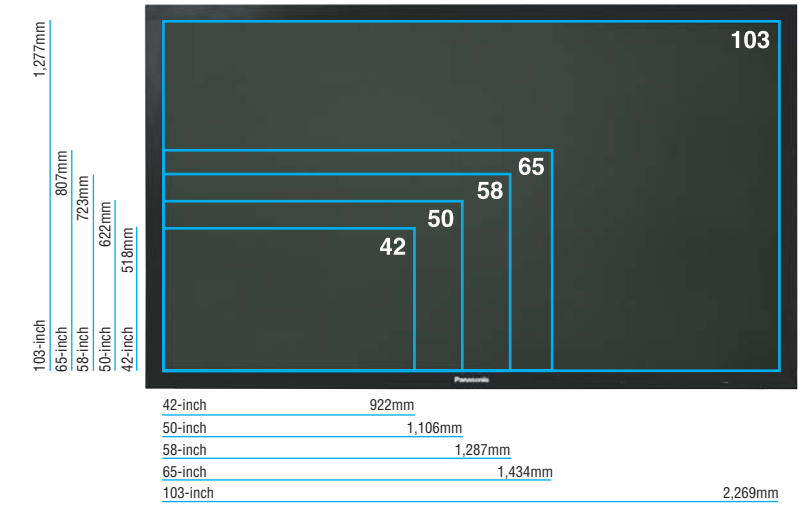 103
65
58
50
42
1,277mm
103-inch
807mm
65-inch
723mm
58-inch
622mm
50-inch
518mm
42-inch
Panasonic
42-inch 922mm
50-inch 1,106mm
58-inch 1,287mm
65-inch 1,434mm
103-inch 2,269mm